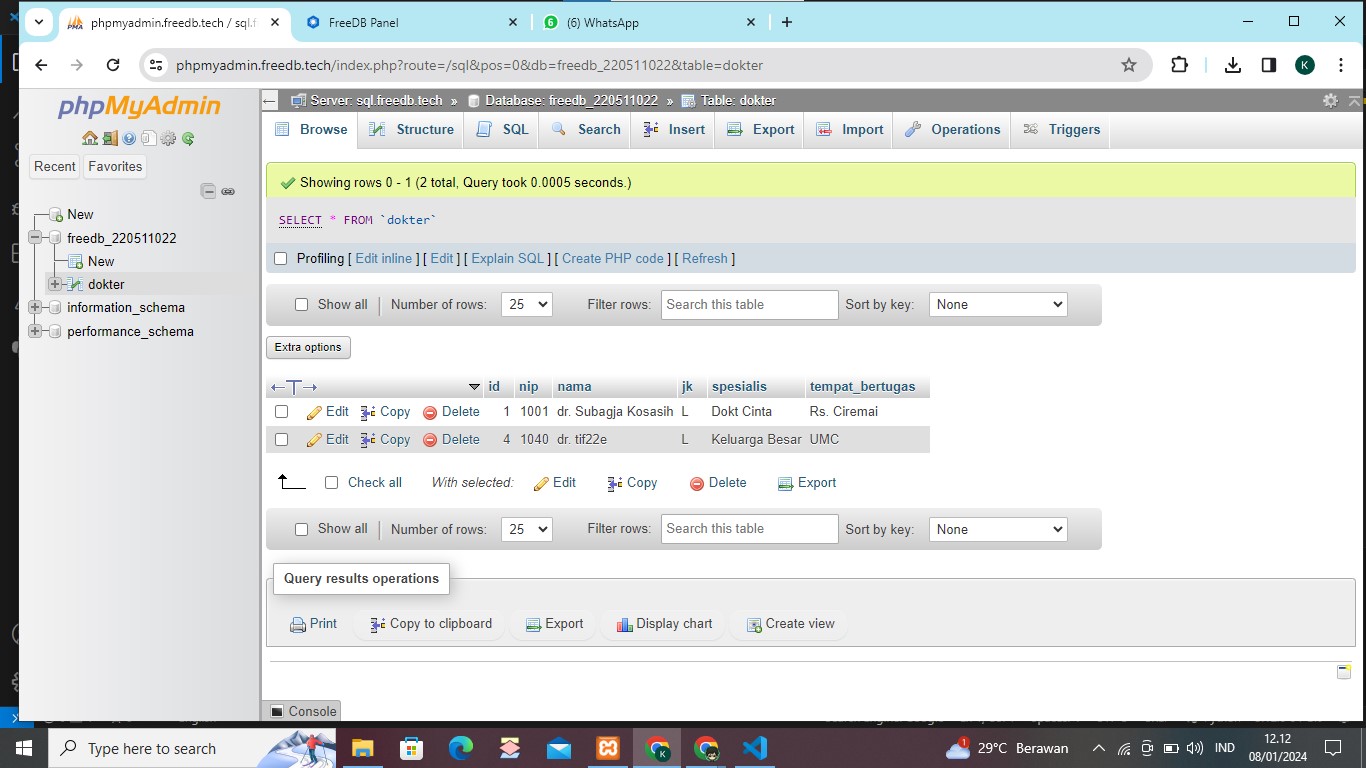 phpmyadmin.freedb.tech / sql.f
FreeDB Panel
(6) WhatsApp
phpmyadmin.freedb.tech/index.php?route=/sql&pos=0&db=freedb_220511022&table=dokter
K
phpMyAdmin
Recent Favorites
New
freedb_220511022
New
dokter
information_schema
performance_schema
Server: sql.freedb.tech » Database: freedb_220511022 » Table: dokter
Browse Structure SQL Search Insert Export Import Operations Triggers
Showing rows 0 - 1 (2 total, Query took 0.0005 seconds.)
SELECT * FROM `dokter`
Profiling [ Edit inline ] [ Edit ] [ Explain SQL ] [ Create PHP code ] [ Refresh ]
Show all Number of rows: 25 Filter rows: Search this table Sort by key: None
Extra options
id nip nama jk spesialis tempat_bertugas
Edit Copy Delete 1 1001 dr. Subagja Kosasih L Dokt Cinta Rs. Ciremai
Edit Copy Delete 4 1040 dr. tif22e L Keluarga Besar UMC
Check all With selected: Edit Copy Delete Export
Show all Number of rows: 25 Filter rows: Search this table Sort by key: None
Query results operations
Print Copy to clipboard Export Display chart Create view
Console
Type here to search
29°C Berawan
IND
12.12
08/01/2024